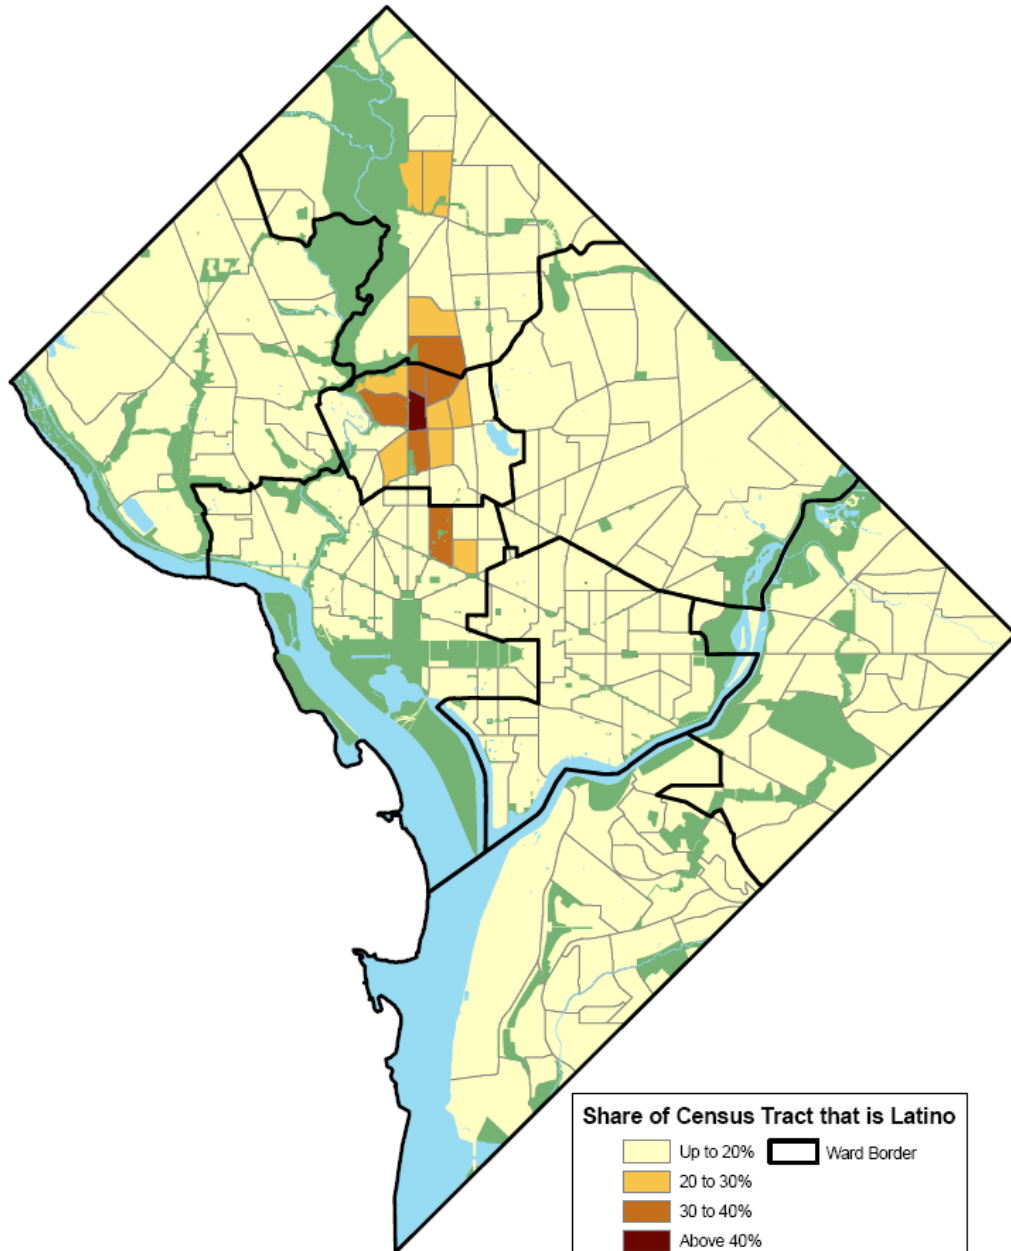 Share of Census Tract that is Latino
Up to 20% Ward Border
20 to 30%
30 to 40%
Above 40%